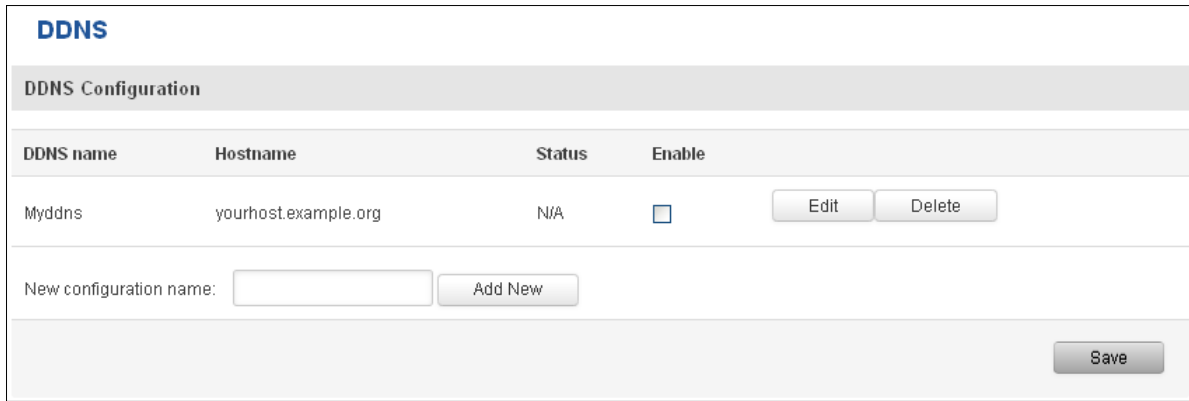 DDNS
DDNS Configuration
DDNS name Hostname Status Enable
Myddns yourhost.example.org N/A Edit Delete
New configuration name: Add New
Save